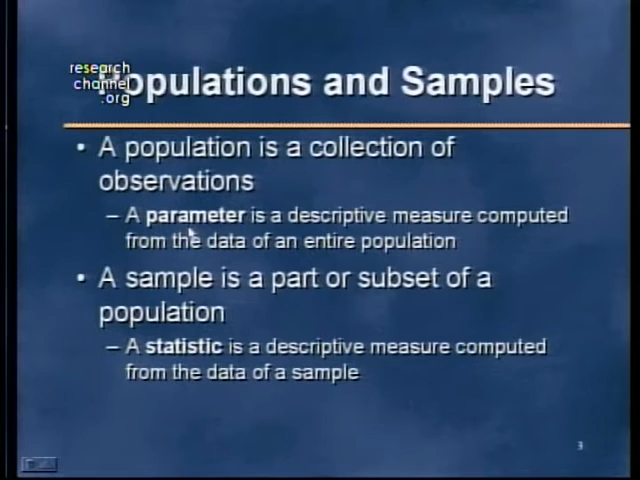 research
channel
.org
Populations and Samples
• A population is a collection of
observations
– A parameter is a descriptive measure computed
from the data of an entire population
• A sample is a part or subset of a
population
– A statistic is a descriptive measure computed
from the data of a sample
3